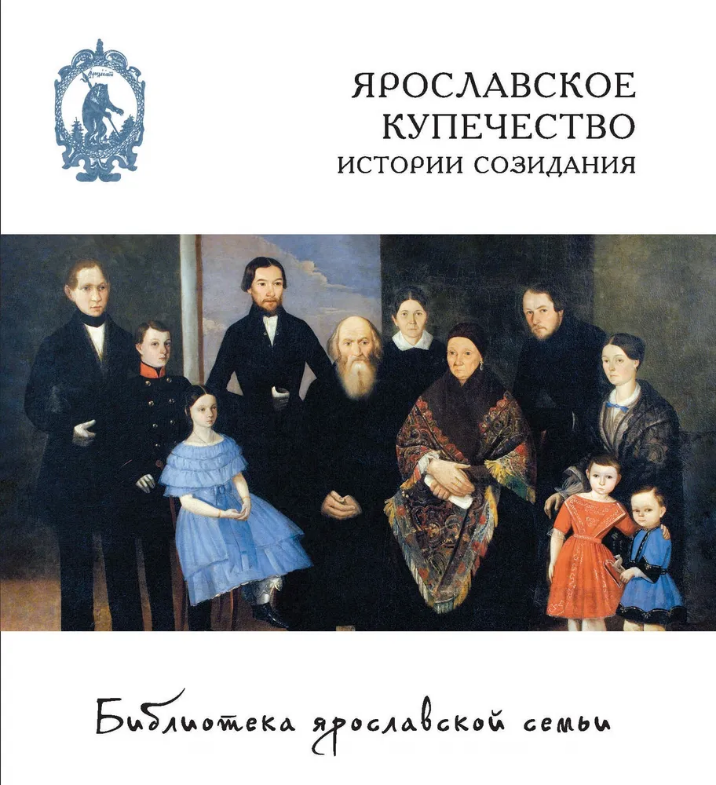 ЯРОСЛАВСКОЕ
КУПЕЧЕСТВО
ИСТОРИИ СОЗИДАНИЯ
Библиотека ярославской семьи